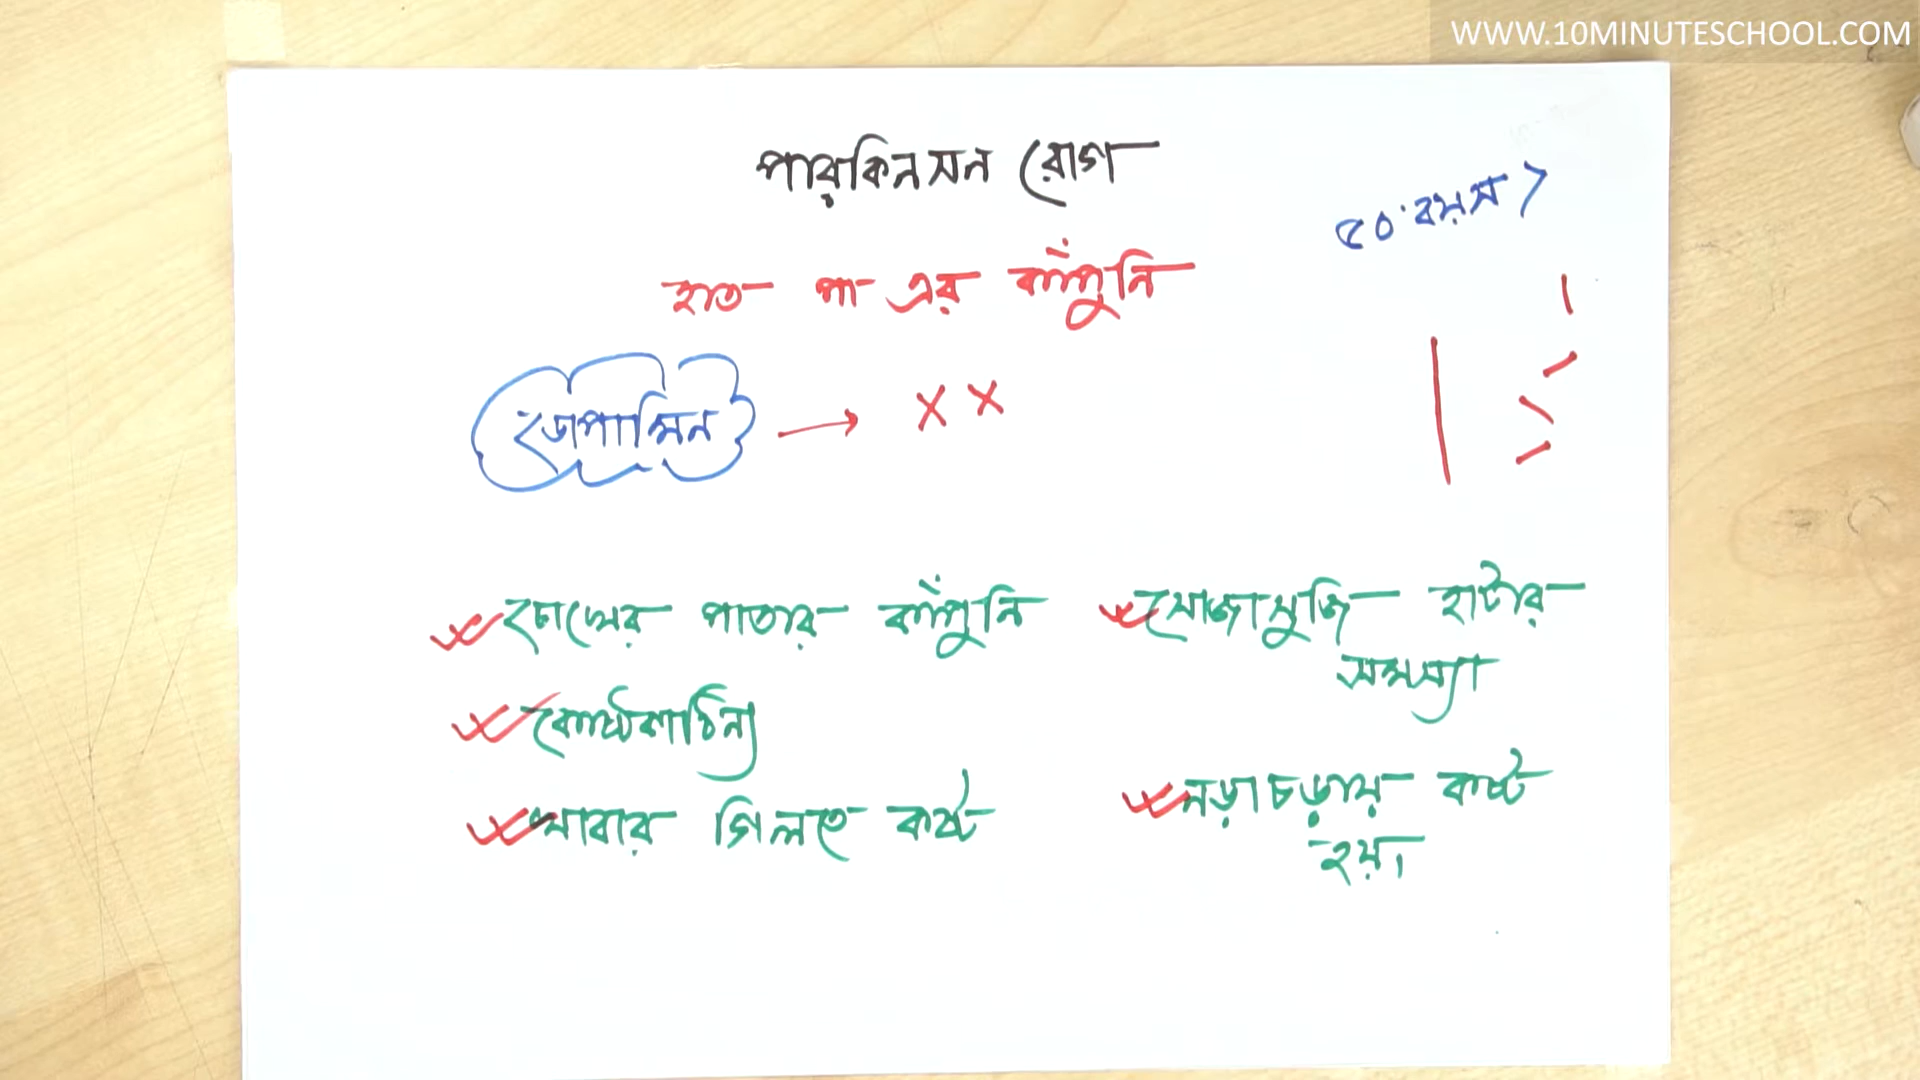 WWW.10MINUTESCHOOL.COM
পারকিনসন রোগ
৫০ বয়স >
হাত পা এর কাঁপুনি
ডোপামিন → × ×
চোখের পাতার কাঁপুনি
কোষ্ঠকাঠিন্য
খাবার গিলতে কষ্ট
সোজাসুজি হাটার
সমস্যা
নড়াচড়ায় কষ্ট
হয়।